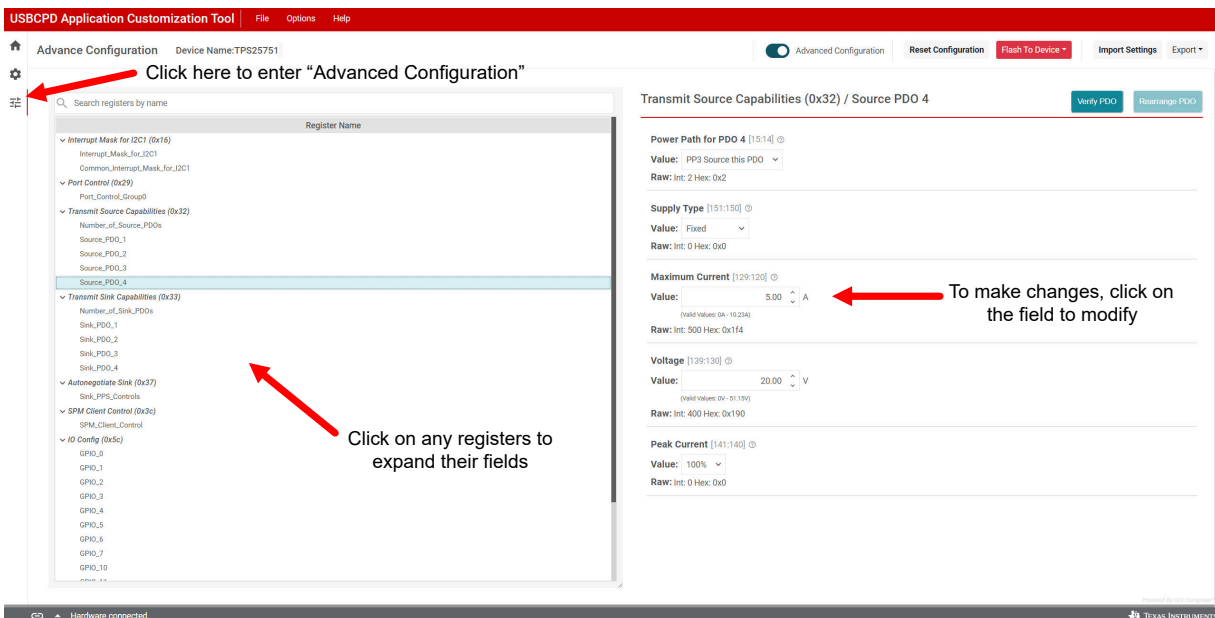 USBCPD Application Customization Tool File Options Help
Advance Configuration Device Name:TPS25751 Advanced Configuration Reset Configuration Flash To Device Import Settings Export
Click here to enter “Advanced Configuration”
Search registers by name
Register Name
Interrupt Mask for I2C1 (0x16)
Interrupt_Mask_for_I2C1
Common_Interrupt_Mask_for_I2C1
Port Control (0x29)
Port_Control_Group0
Transmit Source Capabilities (0x32)
Number_of_Source_PDOs
Source_PDO_1
Source_PDO_2
Source_PDO_3
Source_PDO_4
Transmit Sink Capabilities (0x33)
Number_of_Sink_PDOs
Sink_PDO_1
Sink_PDO_2
Sink_PDO_3
Sink_PDO_4
Autonegotiate Sink (0x37)
Sink_PPS_Controls
SPM Client Control (0x3c)
SPM_Client_Control
IO Config (0x5c)
GPIO_0
GPIO_1
GPIO_2
GPIO_3
GPIO_4
GPIO_5
GPIO_6
GPIO_7
GPIO_10
Click on any registers to
expand their fields
Transmit Source Capabilities (0x32) / Source PDO 4 Verify PDO Rearrange PDO
Power Path for PDO 4 [15:14]
Value: PP3 Source this PDO
Raw: Int: 2 Hex: 0x2
Supply Type [151:150]
Value: Fixed
Raw: Int: 0 Hex: 0x0
Maximum Current [129:120]
Value: 5.00 A
(Valid Values: 0A - 10.23A)
Raw: Int: 500 Hex: 0x1f4
To make changes, click on
the field to modify
Voltage [139:130]
Value: 20.00 V
(Valid Values: 0V - 51.15V)
Raw: Int: 400 Hex: 0x190
Peak Current [141:140]
Value: 100%
Raw: Int: 0 Hex: 0x0
Hardware connected TEXAS INSTRUMENTS